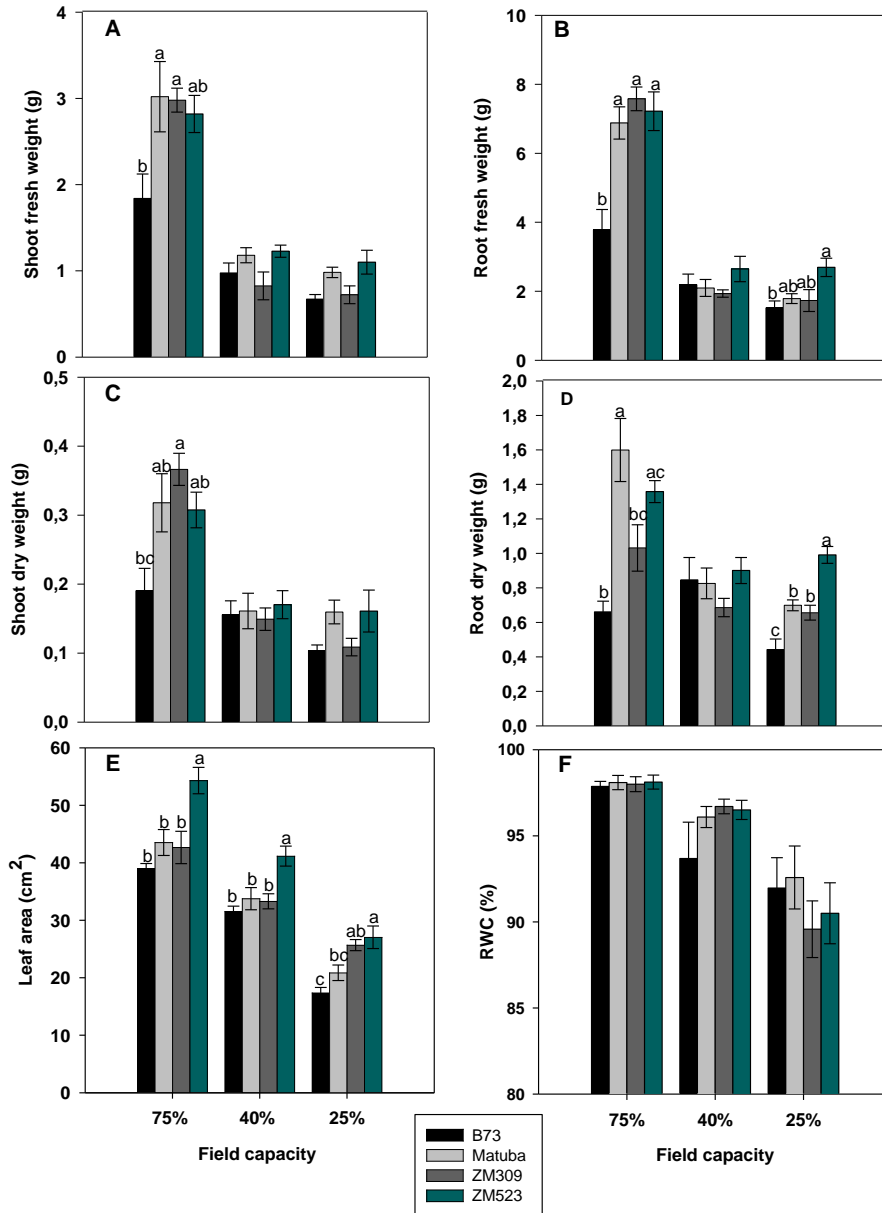 A
Shoot fresh weight (g)
4
3
2
1
0
b
a
a
ab
B
Root fresh weight (g)
10
8
6
4
2
0
b
a
a
a
b
ab
ab
a
C
Shoot dry weight (g)
0,5
0,4
0,3
0,2
0,1
0,0
bc
ab
a
ab
D
Root dry weight (g)
2,0
1,8
1,6
1,4
1,2
1,0
0,8
0,6
0,4
0,2
0,0
b
a
bc
ac
c
b
b
a
E
Leaf area (cm²)
60
50
40
30
20
10
0
b
b
b
a
b
b
b
a
c
bc
ab
a
75%
40%
25%
Field capacity
F
RWC (%)
100
95
90
85
80
75%
40%
25%
Field capacity
B73
Matuba
ZM309
ZM523